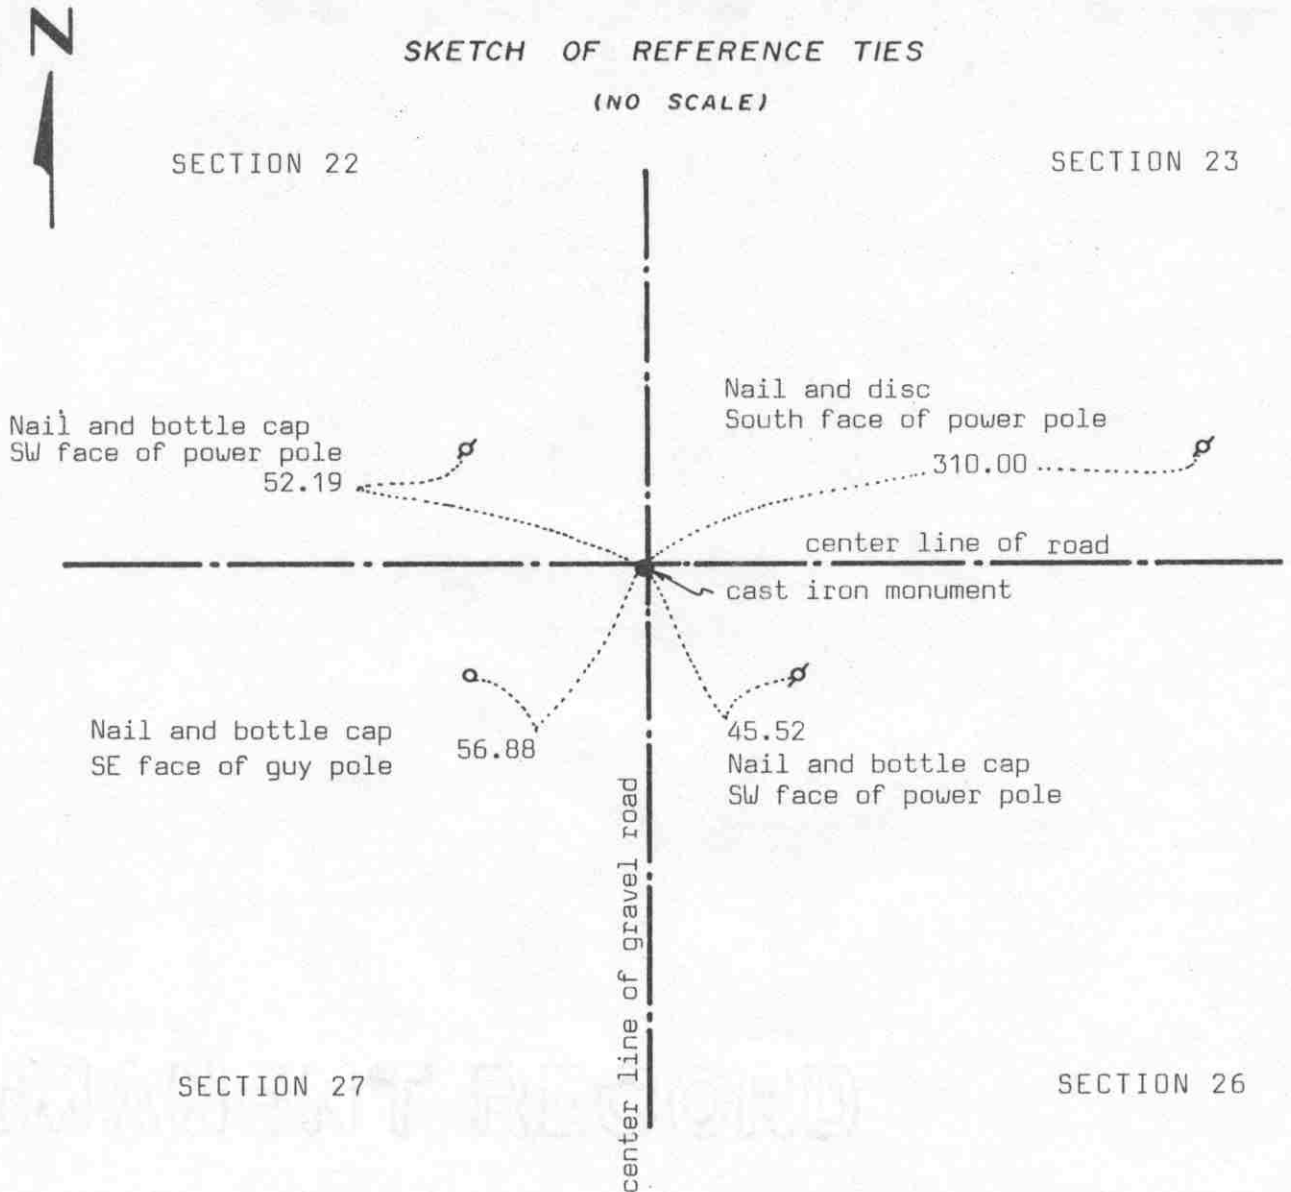 N
SKETCH OF REFERENCE TIES
(NO SCALE)
SECTION 22
SECTION 23
Nail and bottle cap
SW face of power pole
52.19
Nail and disc
South face of power pole
310.00
center line of road
cast iron monument
Nail and bottle cap
SE face of guy pole
56.88
45.52
Nail and bottle cap
SW face of power pole
center line of gravel road
SECTION 27
SECTION 26